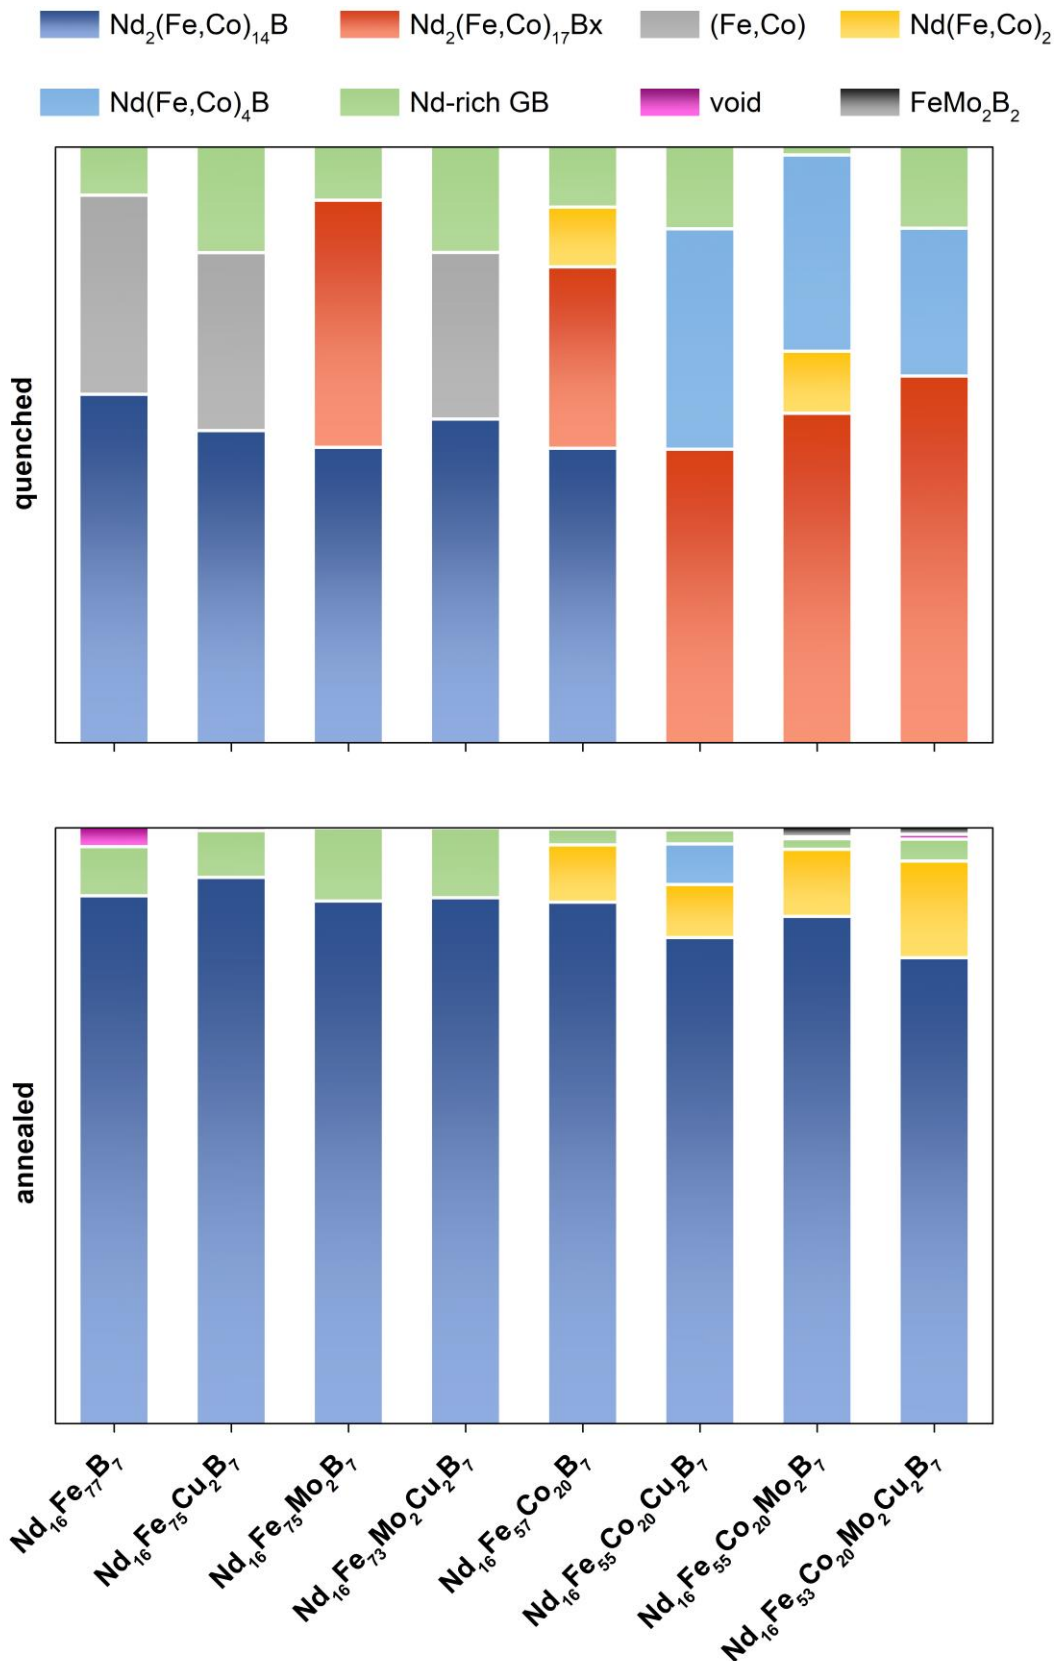 Nd₂(Fe,Co)₁₄B Nd₂(Fe,Co)₁₇Bx (Fe,Co) Nd(Fe,Co)₂
Nd(Fe,Co)₄B Nd-rich GB void FeMo₂B₂
quenched
annealed
Nd₁₆Fe₇₇B₇
Nd₁₆Fe₇₅Cu₂B₇
Nd₁₆Fe₇₅Mo₂B₇
Nd₁₆Fe₇₃Mo₂Cu₂B₇
Nd₁₆Fe₅₇Co₂₀B₇
Nd₁₆Fe₅₅Co₂₀Cu₂B₇
Nd₁₆Fe₅₅Co₂₀Mo₂B₇
Nd₁₆Fe₅₃Co₂₀Mo₂Cu₂B₇